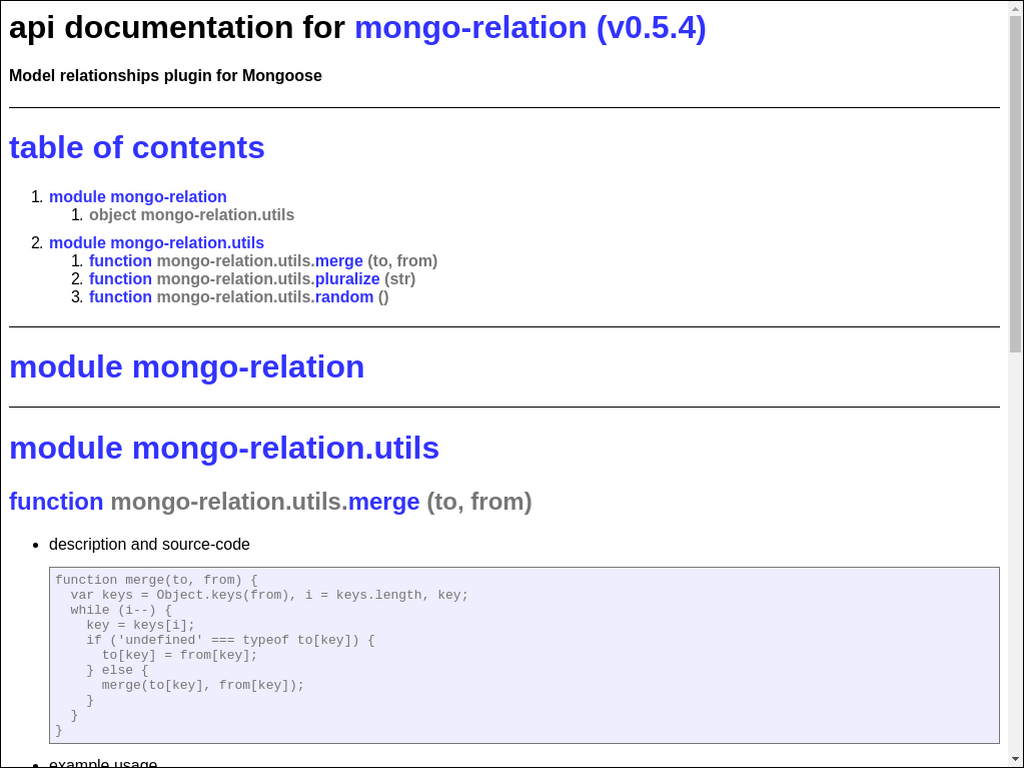 api documentation for mongo-relation (v0.5.4)
Model relationships plugin for Mongoose
table of contents
1. module mongo-relation
1. object mongo-relation.utils
2. module mongo-relation.utils
1. function mongo-relation.utils.merge (to, from)
2. function mongo-relation.utils.pluralize (str)
3. function mongo-relation.utils.random ()
module mongo-relation
module mongo-relation.utils
function mongo-relation.utils.merge (to, from)
• description and source-code
function merge(to, from) {
  var keys = Object.keys(from), i = keys.length, key;
  while (i--) {
    key = keys[i];
    if ('undefined' === typeof to[key]) {
      to[key] = from[key];
    } else {
      merge(to[key], from[key]);
    }
  }
}
• example usage